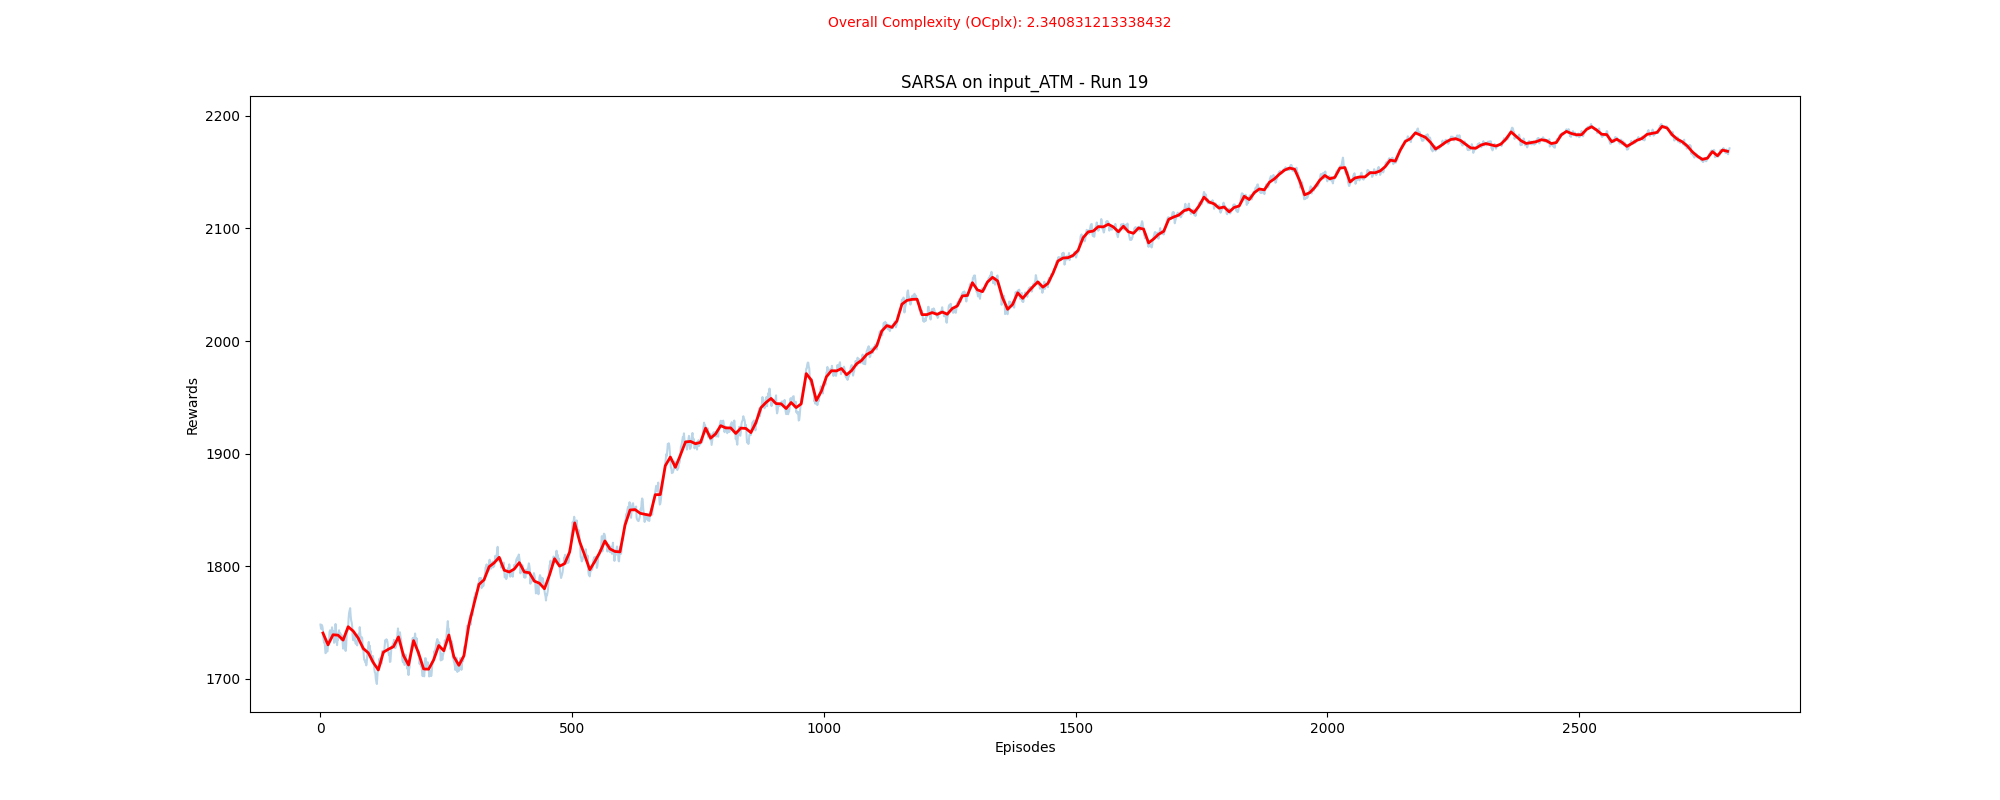 Overall Complexity (OCplx): 2.340831213338432
SARSA on input_ATM - Run 19
2200
2100
2000
1900
1800
1700
Rewards
0 500 1000 1500 2000 2500
Episodes